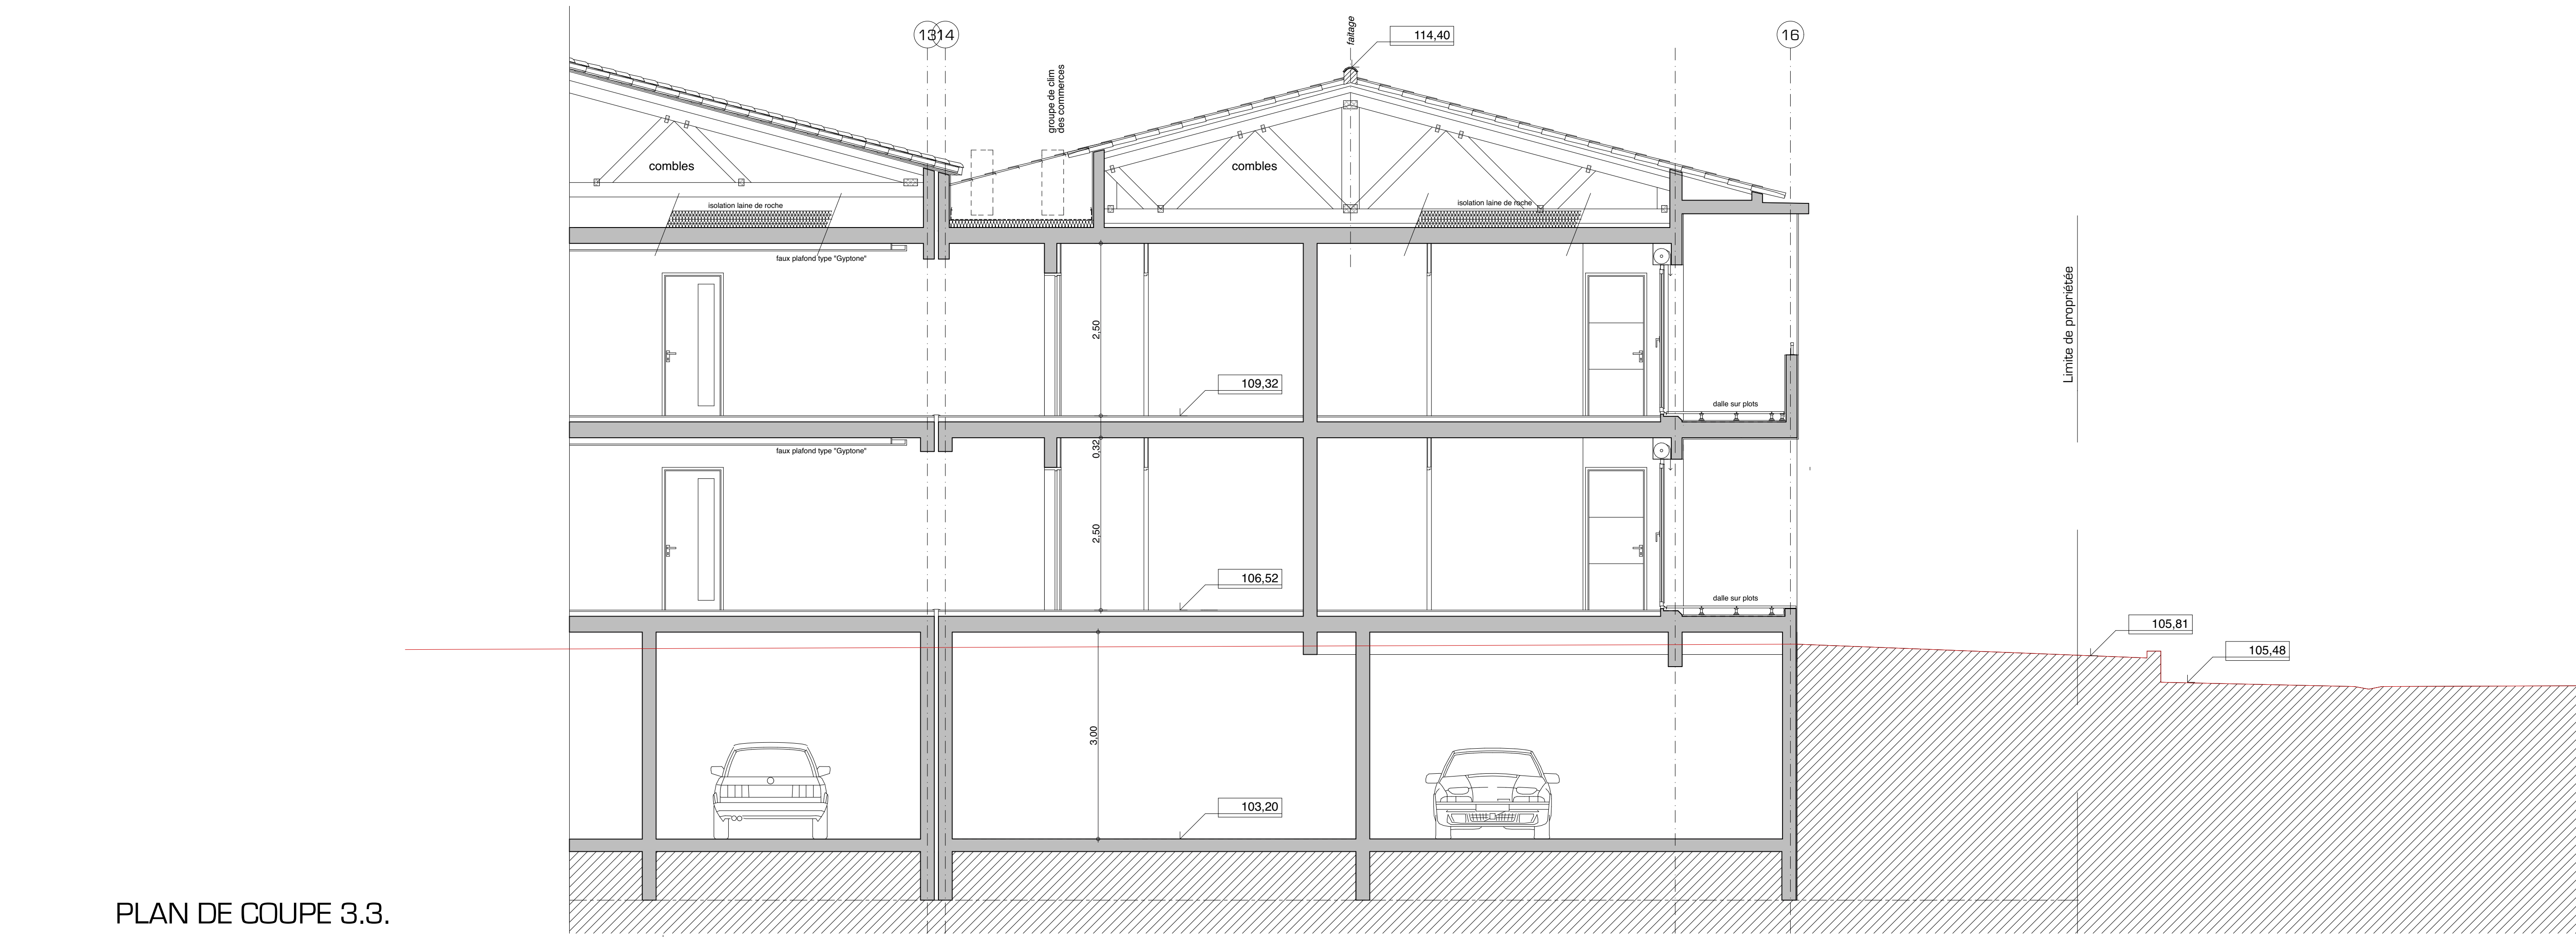 13
14
faîtage
114,40
16
groupe de clim
des commerces
combles
combles
isolation laine de roche
isolation laine de roche
faux plafond type "Gyptone"
Limite de propriétée
2,50
109,32
dalle sur plots
0,32
faux plafond type "Gyptone"
2,50
106,52
dalle sur plots
105,81
105,48
3,00
103,20
PLAN DE COUPE 3.3.